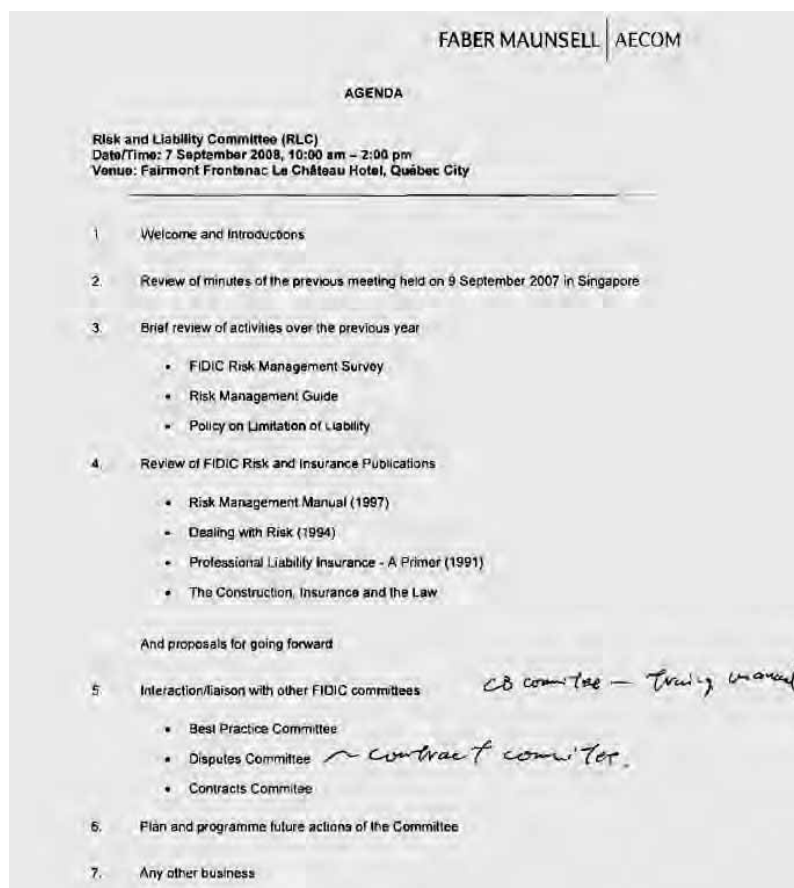 FABER MAUNSELL | AECOM
AGENDA
Risk and Liability Committee (RLC)
Date/Time: 7 September 2008, 10:00 am – 2:00 pm
Venue: Fairmont Frontenac Le Château Hotel, Québec City
1 Welcome and Introductions
2. Review of minutes of the previous meeting held on 9 September 2007 in Singapore
3. Brief review of activities over the previous year
• FIDIC Risk Management Survey
• Risk Management Guide
• Policy on Limitation of Liability
4. Review of FIDIC Risk and Insurance Publications
• Risk Management Manual (1997)
• Dealing with Risk (1994)
• Professional Liability Insurance - A Primer (1991)
• The Construction, Insurance and the Law
And proposals for going forward
5 Interaction/liaison with other FIDIC committees CB comitee —
• Best Practice Committee
• Disputes Committee ~ contract comitee.
• Contracts Commitee
6. Plan and programme future actions of the Committee
7. Any other business